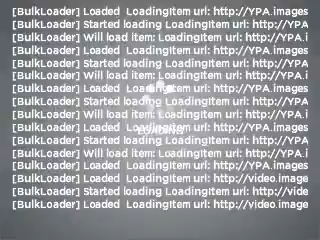 [BulkLoader] Loaded LoadingItem url: http://YPA.images
[BulkLoader] Started loading LoadingItem url: http://YPA
[BulkLoader] Will load item: LoadingItem url: http://YPA.i
[BulkLoader] Loaded LoadingItem url: http://YPA.images
[BulkLoader] Started loading LoadingItem url: http://YPA
[BulkLoader] Will load item: LoadingItem url: http://YPA.i
[BulkLoader] Loaded LoadingItem url: http://YPA.images
[BulkLoader] Started loading LoadingItem url: http://YPA
[BulkLoader] Will load item: LoadingItem url: http://YPA.i
[BulkLoader] Loaded LoadingItem url: http://YPA.images
LOADING
[BulkLoader] Started loading LoadingItem url: http://YPA
[BulkLoader] Will load item: LoadingItem url: http://YPA.i
[BulkLoader] Loaded LoadingItem url: http://YPA.images
[BulkLoader] Loaded LoadingItem url: http://video.image
[BulkLoader] Started loading LoadingItem url: http://vide
[BulkLoader] Loaded LoadingItem url: http://video.image